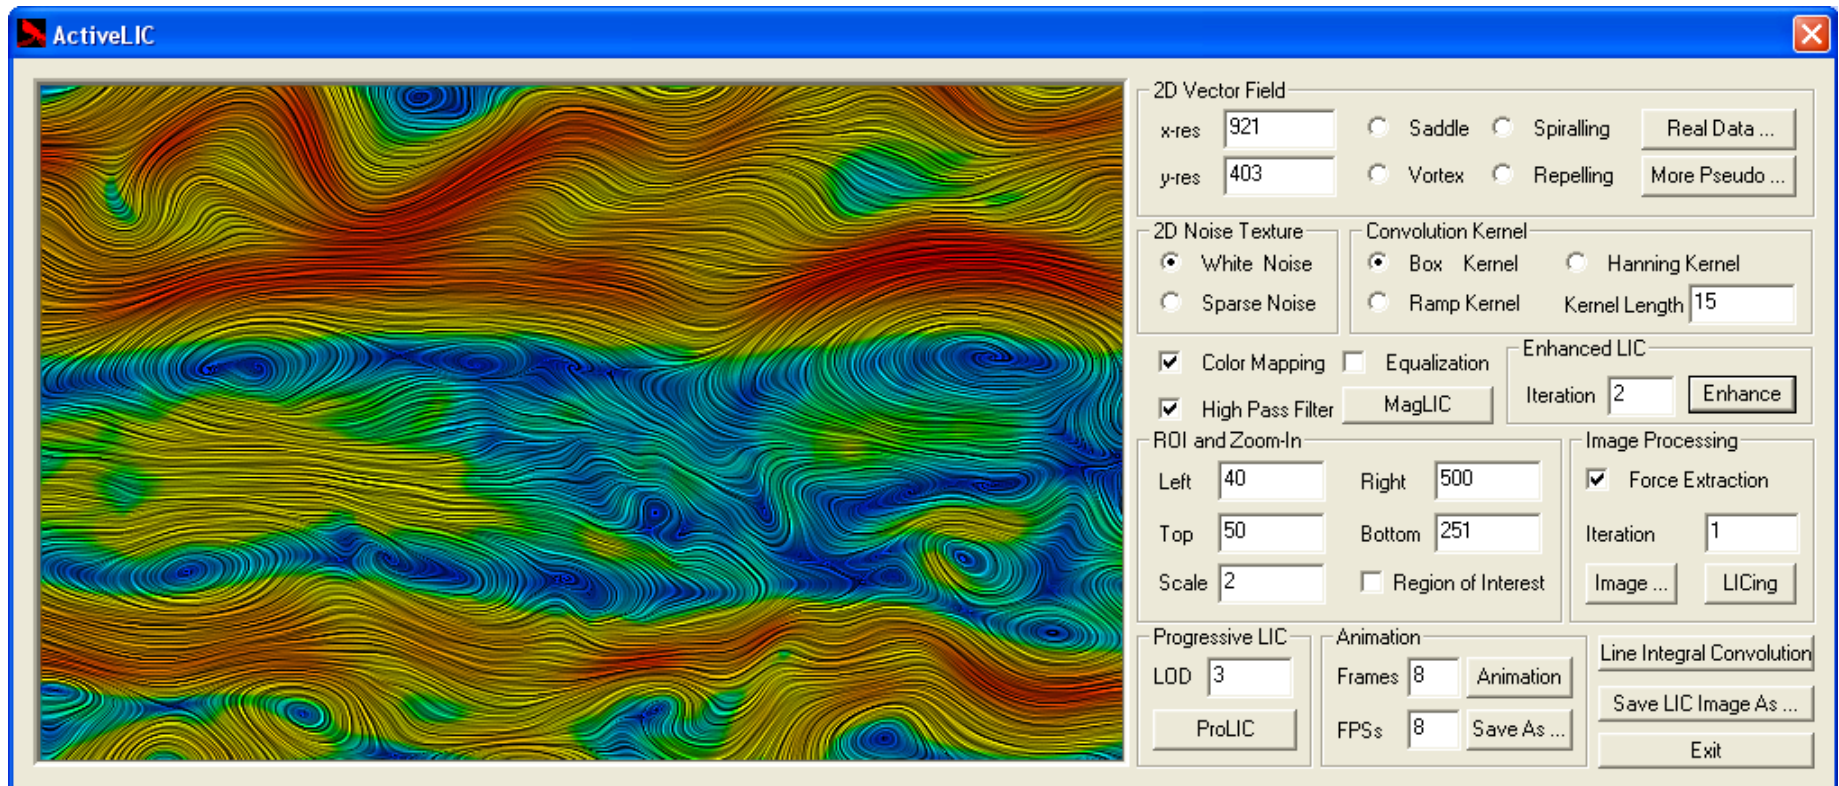 ActiveLIC
2D Vector Field
x-res 921 Saddle Spiralling Real Data ...
y-res 403 Vortex Repelling More Pseudo ...
2D Noise Texture
White Noise
Sparse Noise
Convolution Kernel
Box Kernel Hanning Kernel
Ramp Kernel Kernel Length 15
Color Mapping Equalization
High Pass Filter MagLIC
Enhanced LIC
Iteration 2 Enhance
ROI and Zoom-In
Left 40 Right 500
Top 50 Bottom 251
Scale 2 Region of Interest
Image Processing
Force Extraction
Iteration 1
Image ... LICing
Progressive LIC
LOD 3
ProLIC
Animation
Frames 8 Animation
FPSs 8 Save As ...
Line Integral Convolution
Save LIC Image As ...
Exit